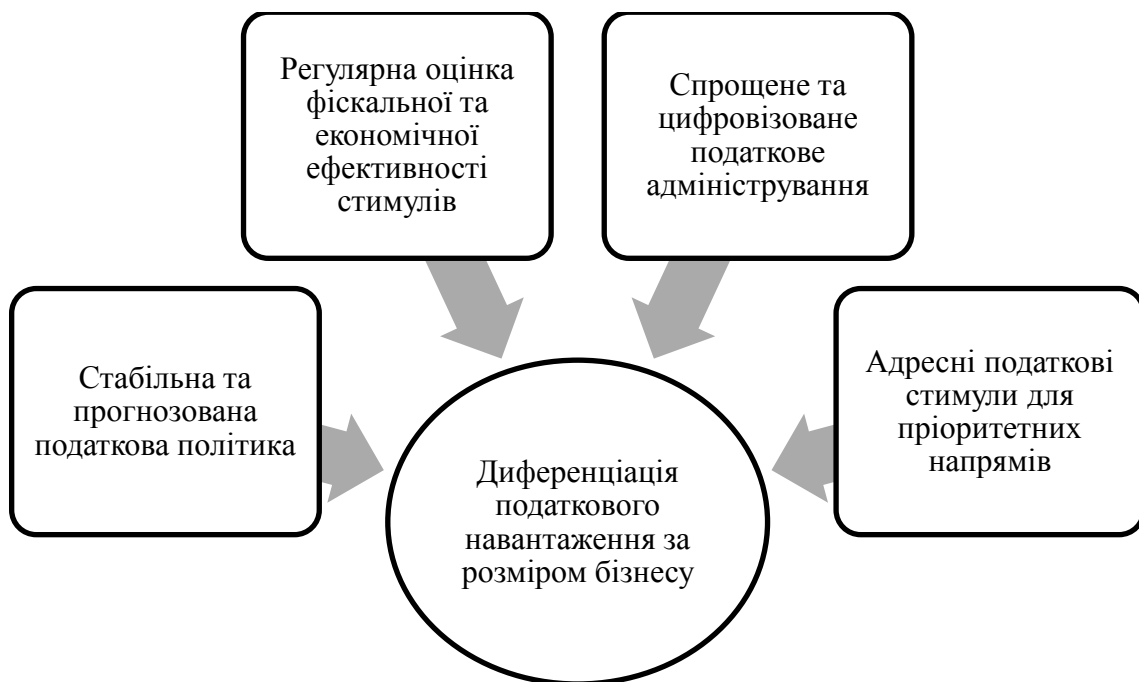 Регулярна оцінка
фіскальної та
економічної
ефективності
стимулів
Спрощене та
цифровізоване
податкове
адміністрування
Стабільна та
прогнозована
податкова політика
Адресні податкові
стимули для
пріоритетних
напрямів
Диференціація
податкового
навантаження за
розміром бізнесу